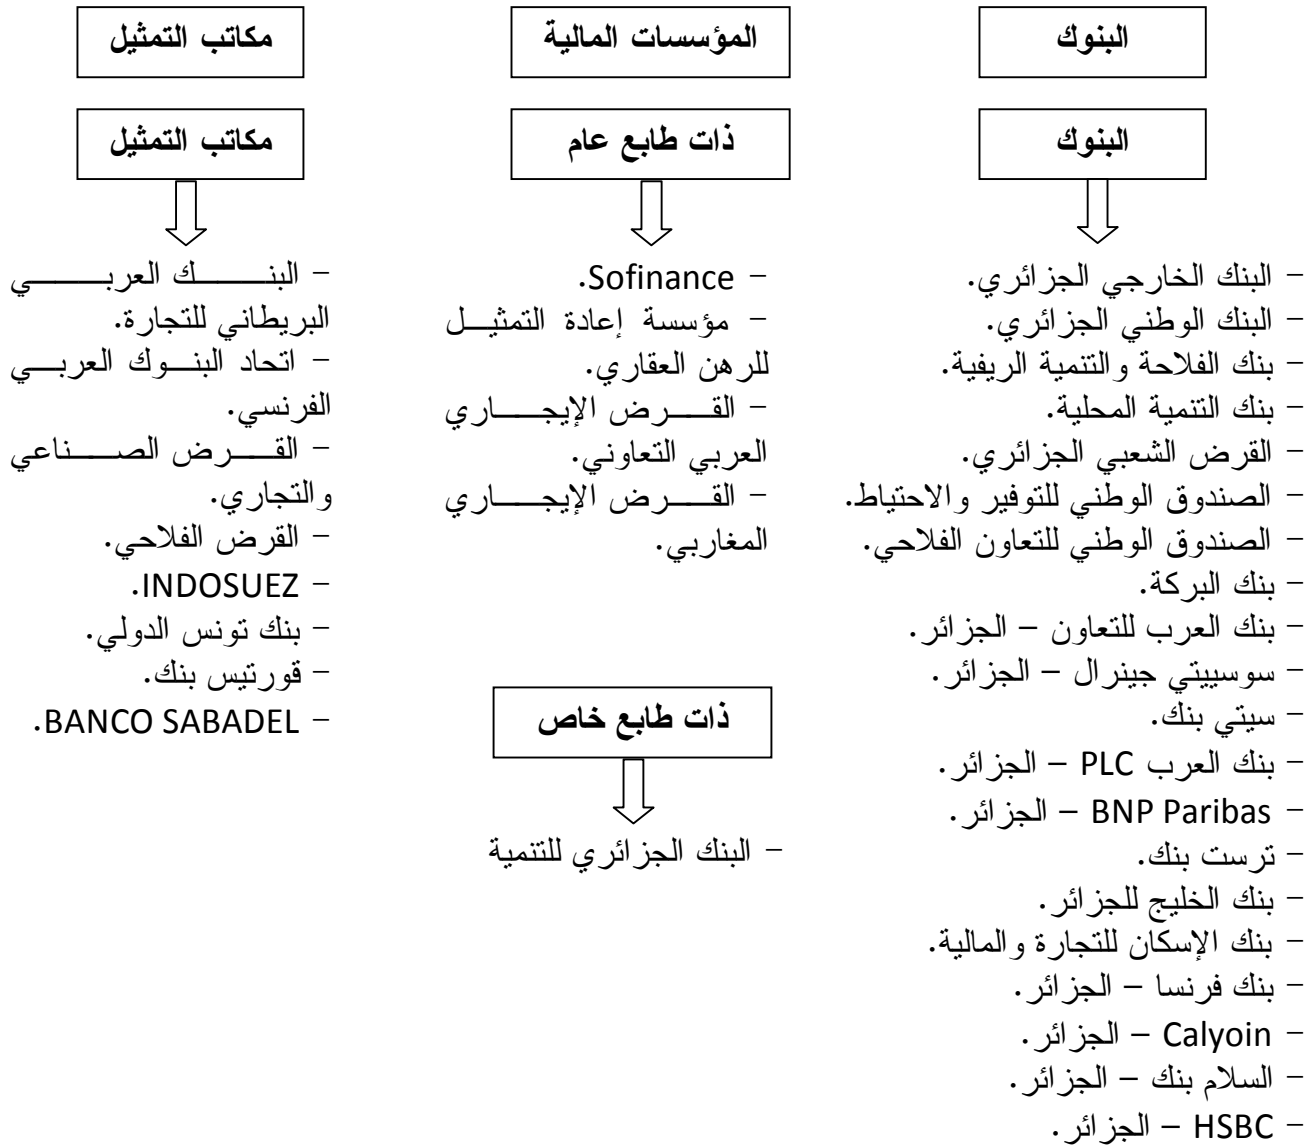 البنوك
البنوك
– البنك الخارجي الجزائري.
– البنك الوطني الجزائري.
– بنك الفلاحة والتنمية الريفية.
– بنك التنمية المحلية.
– القرض الشعبي الجزائري.
– الصندوق الوطني للتوفير والاحتياط.
– الصندوق الوطني للتعاون الفلاحي.
– بنك البركة.
– بنك العرب للتعاون – الجزائر.
– سوسييتي جينرال – الجزائر.
– سيتي بنك.
– بنك العرب PLC – الجزائر.
– BNP Paribas – الجزائر.
– ترست بنك.
– بنك الخليج للجزائر.
– بنك الإسكان للتجارة والمالية.
– بنك فرنسا – الجزائر.
– Calyoin – الجزائر.
– السلام بنك – الجزائر.
– HSBC – الجزائر.
المؤسسات المالية
ذات طابع عام
– Sofinance.
– مؤسسة إعادة التمثيل
للرهن العقاري.
– القرض الإيجاري
العربي التعاوني.
– القرض الإيجاري
المغاربي.
ذات طابع خاص
– البنك الجزائري للتنمية
مكاتب التمثيل
مكاتب التمثيل
– البنك العربي
البريطاني للتجارة.
– اتحاد البنوك العربي
الفرنسي.
– القرض الصناعي
والتجاري.
– القرض الفلاحي.
– INDOSUEZ.
– بنك تونس الدولي.
– قورتيس بنك.
– BANCO SABADEL.